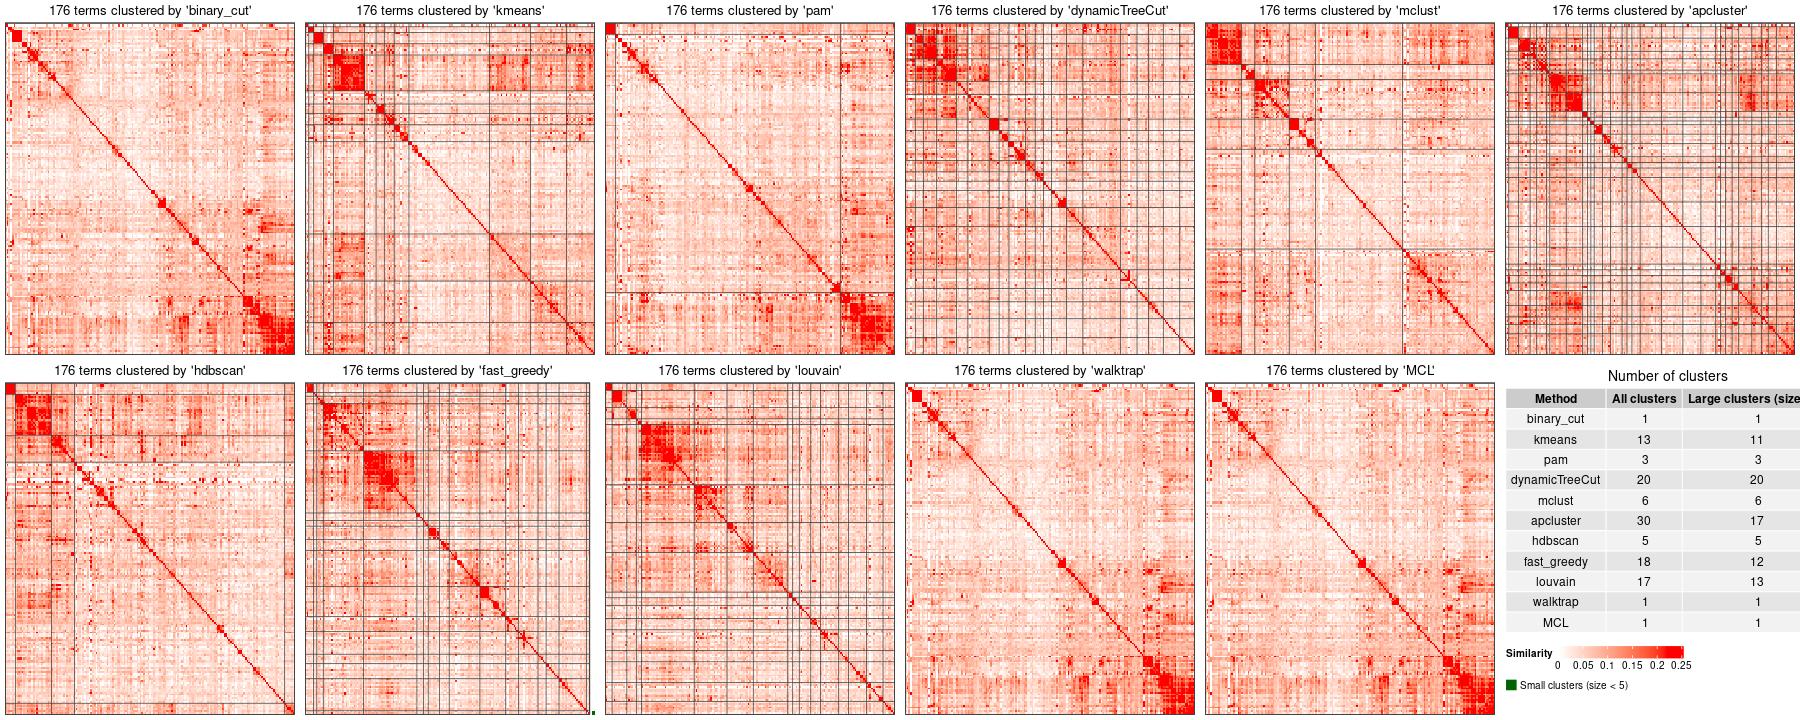 176 terms clustered by 'binary_cut'
176 terms clustered by 'kmeans'
176 terms clustered by 'pam'
176 terms clustered by 'dynamicTreeCut'
176 terms clustered by 'mclust'
176 terms clustered by 'apcluster'
176 terms clustered by 'hdbscan'
176 terms clustered by 'fast_greedy'
176 terms clustered by 'louvain'
176 terms clustered by 'walktrap'
176 terms clustered by 'MCL'
Number of clusters
Method All clusters Large clusters (size
binary_cut 1 1
kmeans 13 11
pam 3 3
dynamicTreeCut 20 20
mclust 6 6
apcluster 30 17
hdbscan 5 5
fast_greedy 18 12
louvain 17 13
walktrap 1 1
MCL 1 1
Similarity
0 0.05 0.1 0.15 0.2 0.25
Small clusters (size < 5)